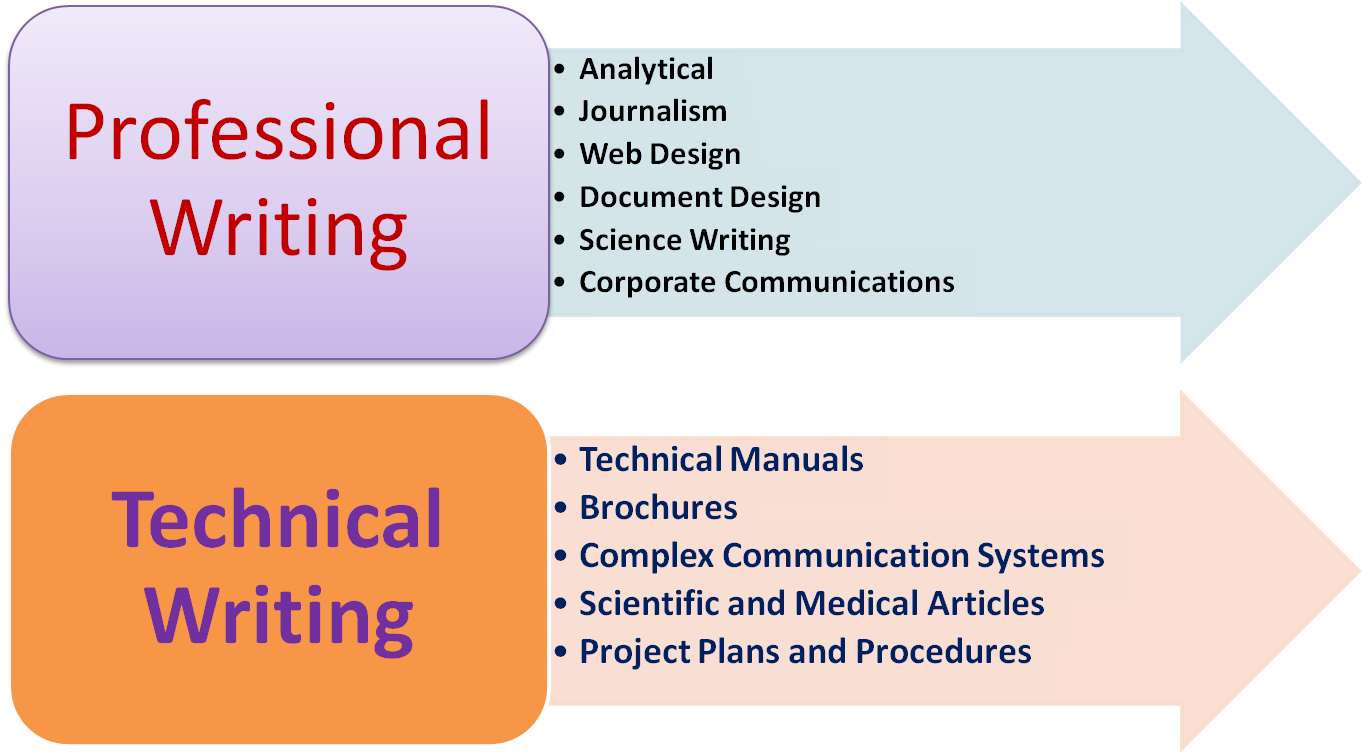 Professional
Writing
• Analytical
• Journalism
• Web Design
• Document Design
• Science Writing
• Corporate Communications
Technical
Writing
• Technical Manuals
• Brochures
• Complex Communication Systems
• Scientific and Medical Articles
• Project Plans and Procedures